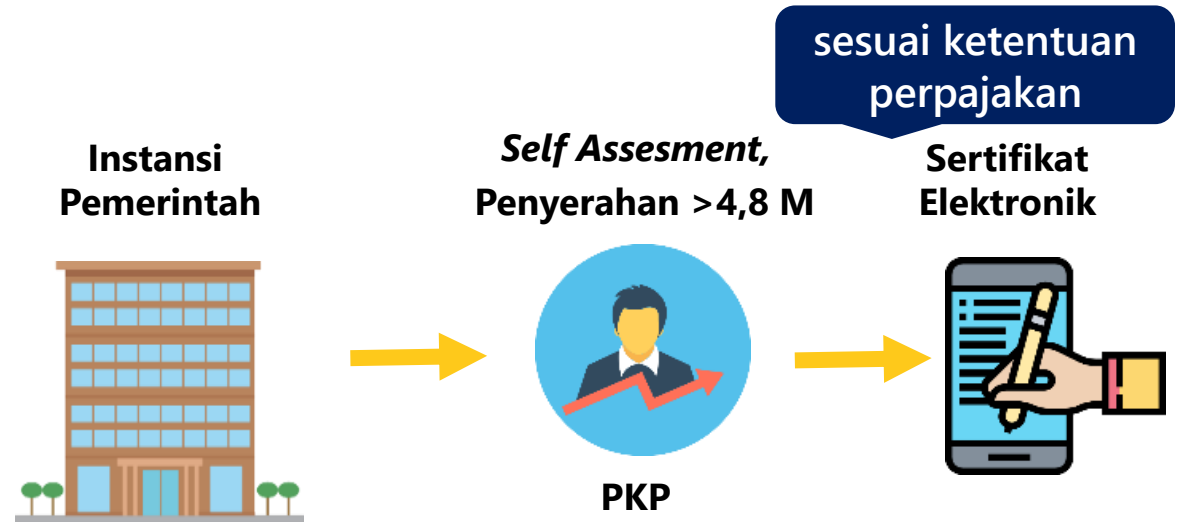 sesuai ketentuan
perpajakan
Instansi
Pemerintah
Self Assesment,
Penyerahan >4,8 M
Sertifikat
Elektronik
PKP